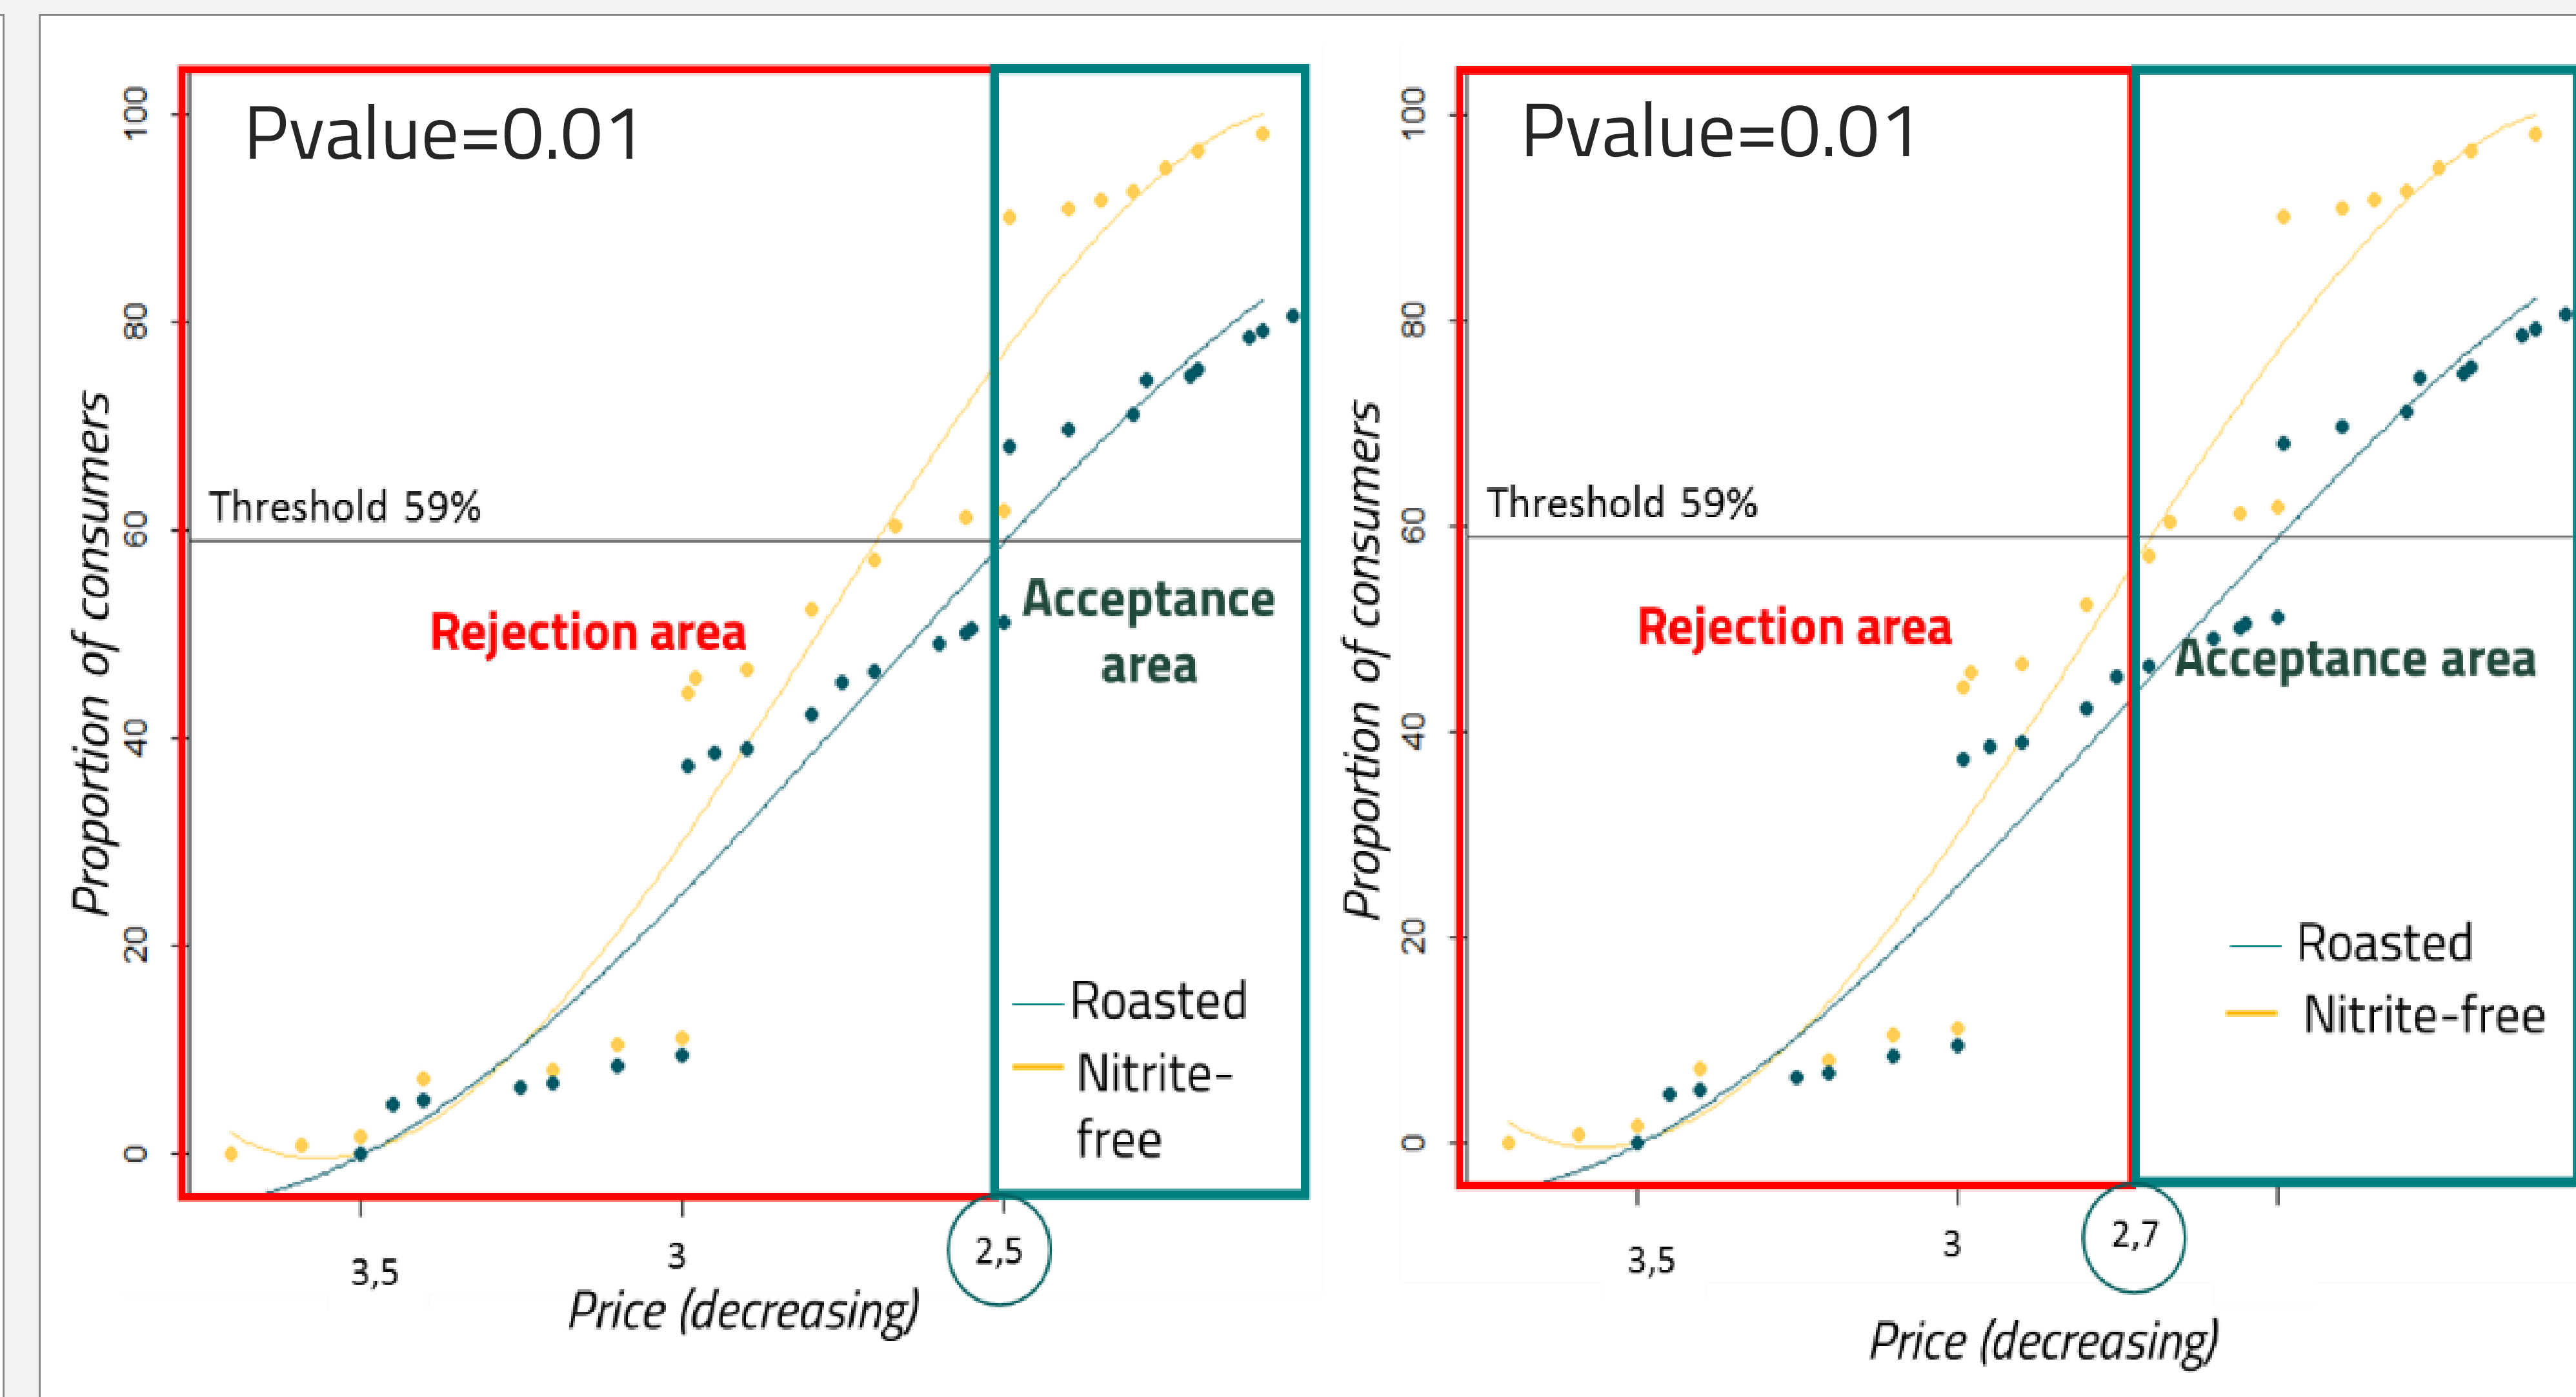 Pvalue=0.01
100
80
60
40
20
0
Proportion of consumers
Threshold 59%
Rejection area
Acceptance
area
Roasted
Nitrite-
free
3,5
3
2,5
Price (decreasing)
Pvalue=0.01
100
80
60
40
20
0
Proportion of consumers
Threshold 59%
Rejection area
Acceptance area
Roasted
Nitrite-free
3,5
3
2,7
Price (decreasing)